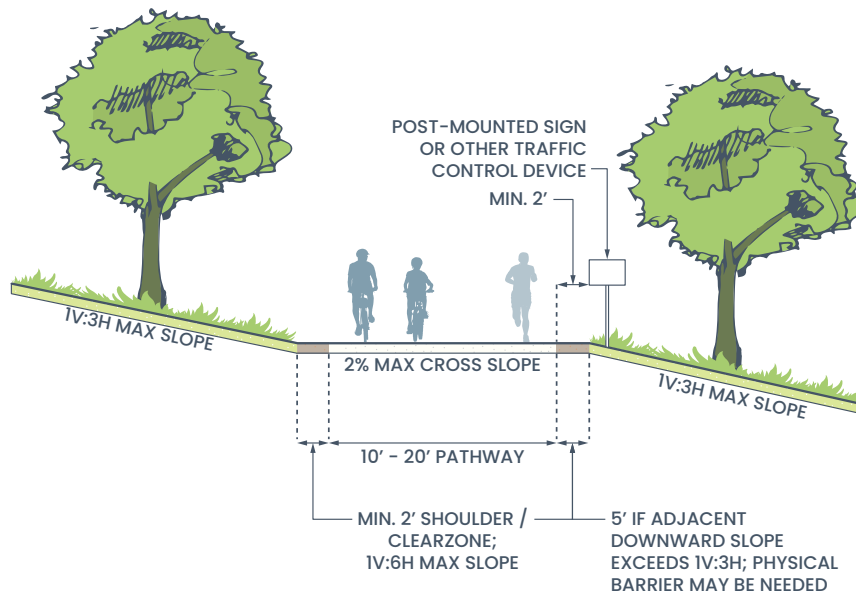 POST-MOUNTED SIGN
OR OTHER TRAFFIC
CONTROL DEVICE
MIN. 2’
1V:3H MAX SLOPE
2% MAX CROSS SLOPE
1V:3H MAX SLOPE
10’ - 20’ PATHWAY
MIN. 2’ SHOULDER /
CLEARZONE;
1V:6H MAX SLOPE
5’ IF ADJACENT
DOWNWARD SLOPE
EXCEEDS 1V:3H; PHYSICAL
BARRIER MAY BE NEEDED